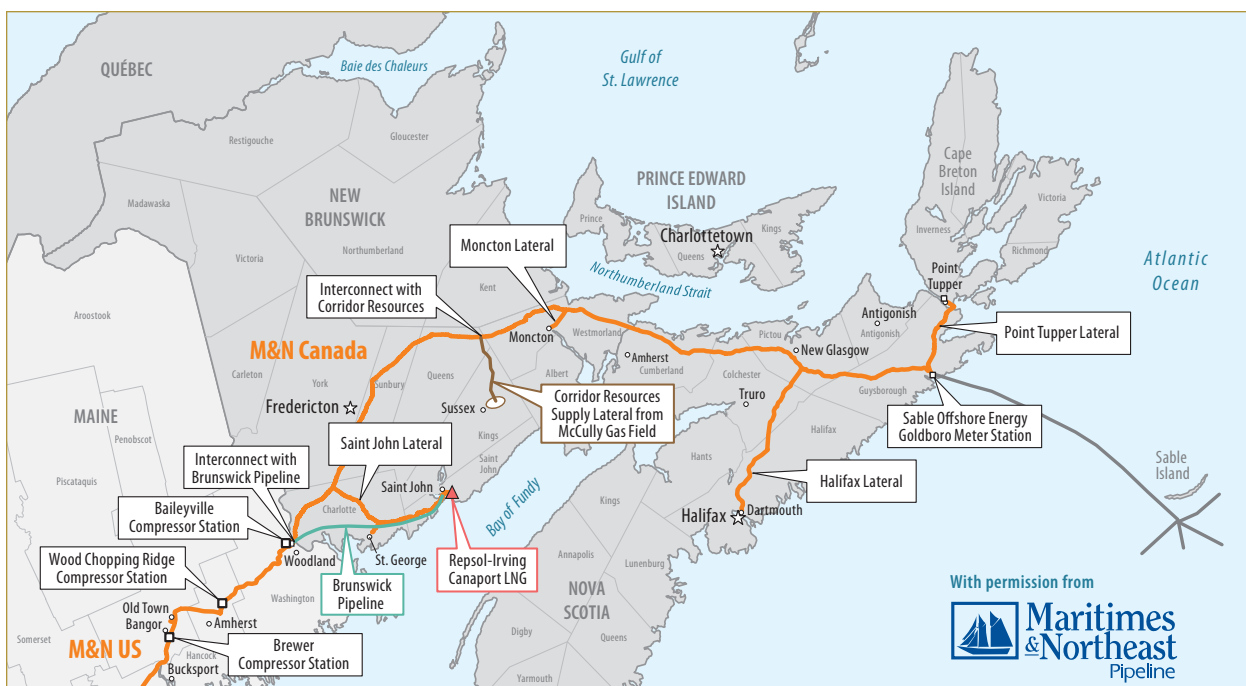 QUÉBEC
Baie des Chaleurs
Gulf of
St. Lawrence
Restigouche
Gloucester
NEW
BRUNSWICK
Madawaska
Northumberland
Victoria
PRINCE EDWARD
ISLAND
Prince
Charlottetown
Queens
Kings
Cape
Breton Island
Victoria
Inverness
Richmond
Moncton Lateral
Northumberland Strait
Kent
Interconnect with
Corridor Resources
Point
Tupper
Atlantic
Ocean
Aroostook
Moncton
Westmorland
Antigonish
Antigonish
Pictou
Point Tupper Lateral
M&N Canada
Carleton
York
Sunbury
Queens
Albert
Amherst
Cumberland
Colchester
New Glasgow
Guysborough
MAINE
Fredericton
Sussex
Corridor Resources
Supply Lateral from
McCully Gas Field
Truro
Sable Offshore Energy
Goldboro Meter Station
Penobscot
Piscataquis
Saint John Lateral
Kings
Saint
John
Halifax
Hants
Interconnect with
Brunswick Pipeline
Saint John
Bay of Fundy
Kings
Halifax Lateral
Sable
Island
Baileyville
Compressor Station
Charlotte
Halifax
Dartmouth
Woodland
St. George
Annapolis
Lunenburg
Wood Chopping Ridge
Compressor Station
Brunswick
Pipeline
Repsol-Irving
Canaport LNG
NOVA
SCOTIA
With permission from
Washington
Old Town
Bangor
Amherst
Somerset
M&N US
Hancock
Brewer
Compressor Station
Bucksport
Digby
Queens
Yarmouth
Maritimes
&Northeast
Pipeline